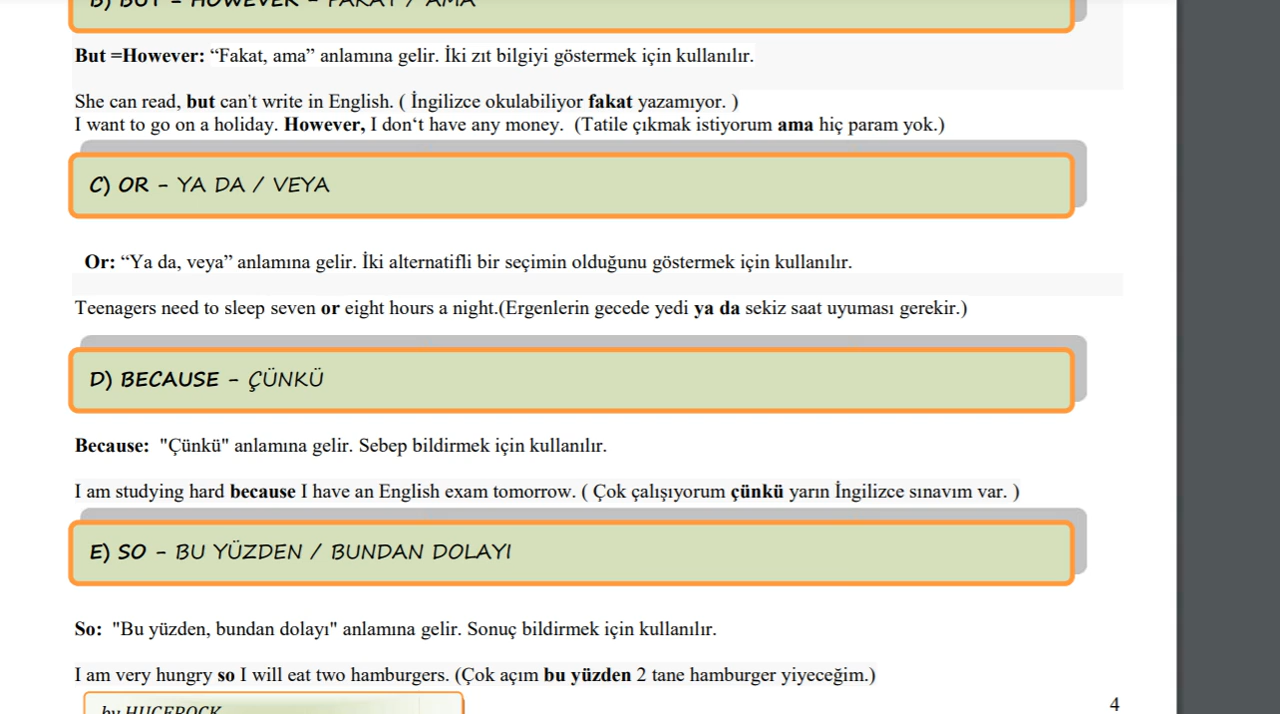 B) BUT = HOWEVER – FAKAT / AMA
But =However: “Fakat, ama” anlamına gelir. İki zıt bilgiyi göstermek için kullanılır.
She can read, but can't write in English. ( İngilizce okulabiliyor fakat yazamıyor. )
I want to go on a holiday. However, I don‘t have any money. (Tatile çıkmak istiyorum ama hiç param yok.)
C) OR – YA DA / VEYA
Or: “Ya da, veya” anlamına gelir. İki alternatifli bir seçimin olduğunu göstermek için kullanılır.
Teenagers need to sleep seven or eight hours a night.(Ergenlerin gecede yedi ya da sekiz saat uyuması gerekir.)
D) BECAUSE – ÇÜNKÜ
Because: "Çünkü" anlamına gelir. Sebep bildirmek için kullanılır.
I am studying hard because I have an English exam tomorrow. ( Çok çalışıyorum çünkü yarın İngilizce sınavım var. )
E) SO – BU YÜZDEN / BUNDAN DOLAYI
So: "Bu yüzden, bundan dolayı" anlamına gelir. Sonuç bildirmek için kullanılır.
I am very hungry so I will eat two hamburgers. (Çok açım bu yüzden 2 tane hamburger yiyeceğim.)
by HUCEROCK
4